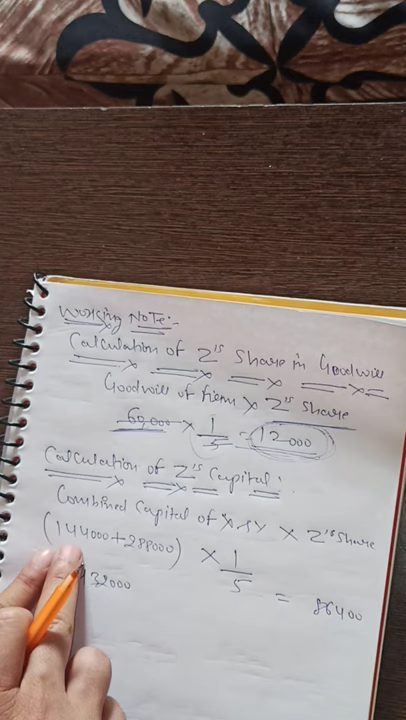 Working Note:-
Calculation of Z's Share in Goodwill
Goodwill of firm X Z's Share
60,000 × 1/5 = 12000
Calculation of Z's Capital:
Combined Capital of X & Y X Z's Share
(144000+288000) × 1/5 = 86400
432000